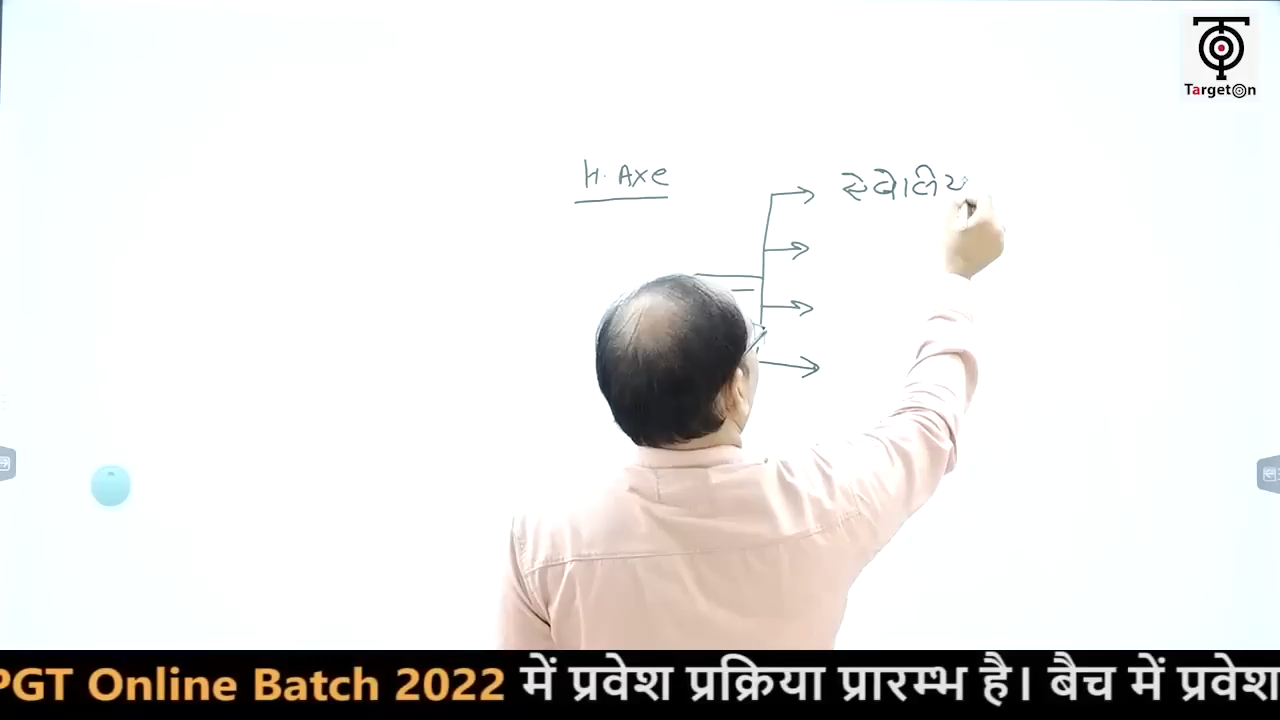 TargetOn
H. Axe
PGT Online Batch 2022 में प्रवेश प्रक्रिया प्रारम्भ है। बैच में प्रवेश